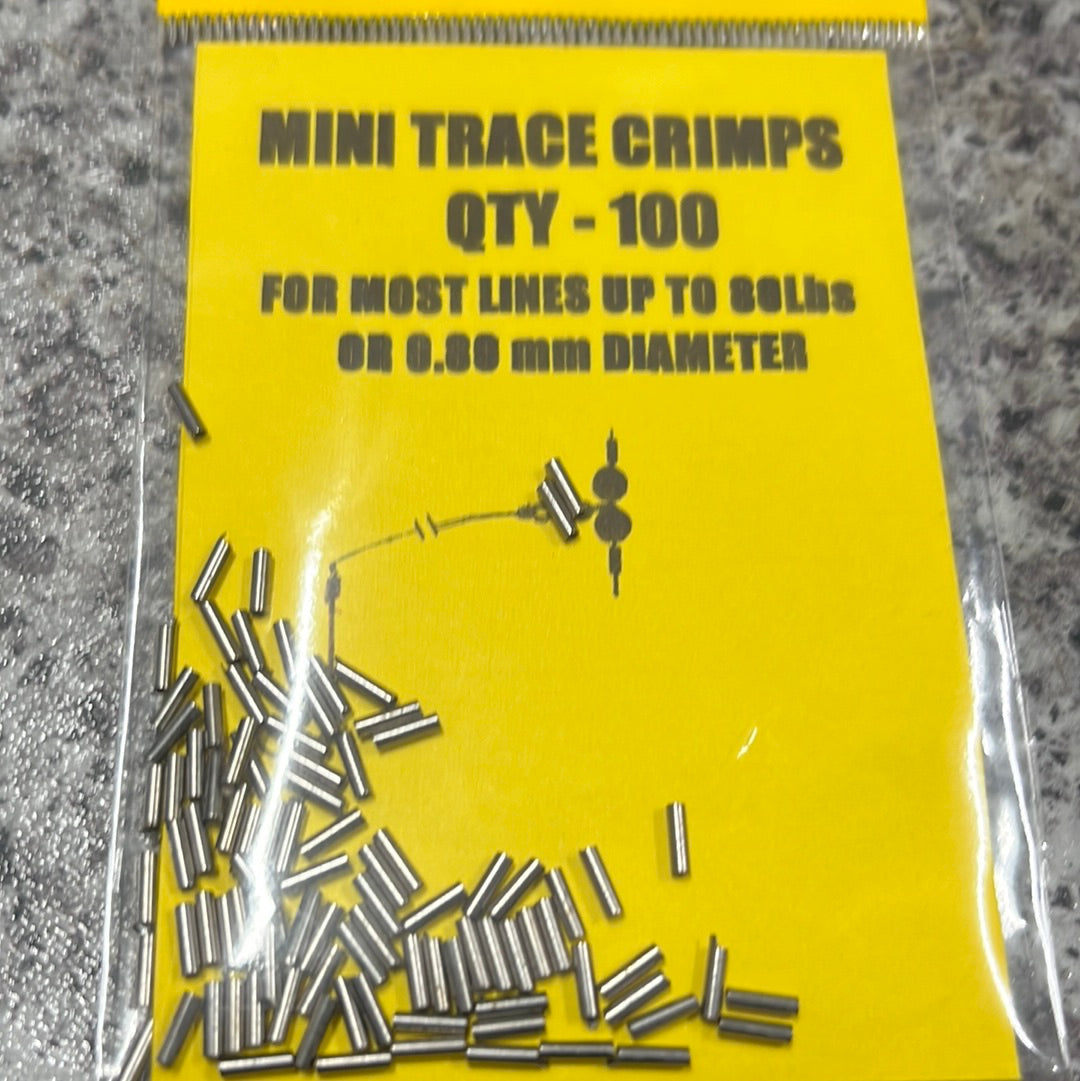 MINI TRACE CRIMPS
QTY - 100
FOR MOST LINES UP TO 80Lbs
OR 0.80 mm DIAMETER